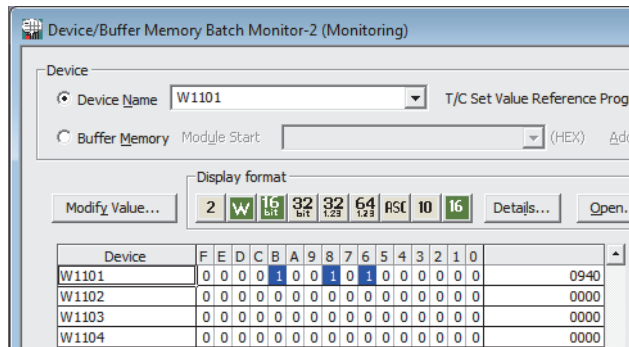 Device/Buffer Memory Batch Monitor-2 (Monitoring)
Device
Device Name W1101 T/C Set Value Reference Prog
Buffer Memory Module Start (HEX) Add
Display format
Modify Value... 2 W 16 bit 32 bit 32 1.23 64 1.23 ASC 10 16 Details... Open.
Device F E D C B A 9 8 7 6 5 4 3 2 1 0
W1101 0 0 0 0 1 0 0 1 0 1 0 0 0 0 0 0 0940
W1102 0 0 0 0 0 0 0 0 0 0 0 0 0 0 0 0 0000
W1103 0 0 0 0 0 0 0 0 0 0 0 0 0 0 0 0 0000
W1104 0 0 0 0 0 0 0 0 0 0 0 0 0 0 0 0 0000